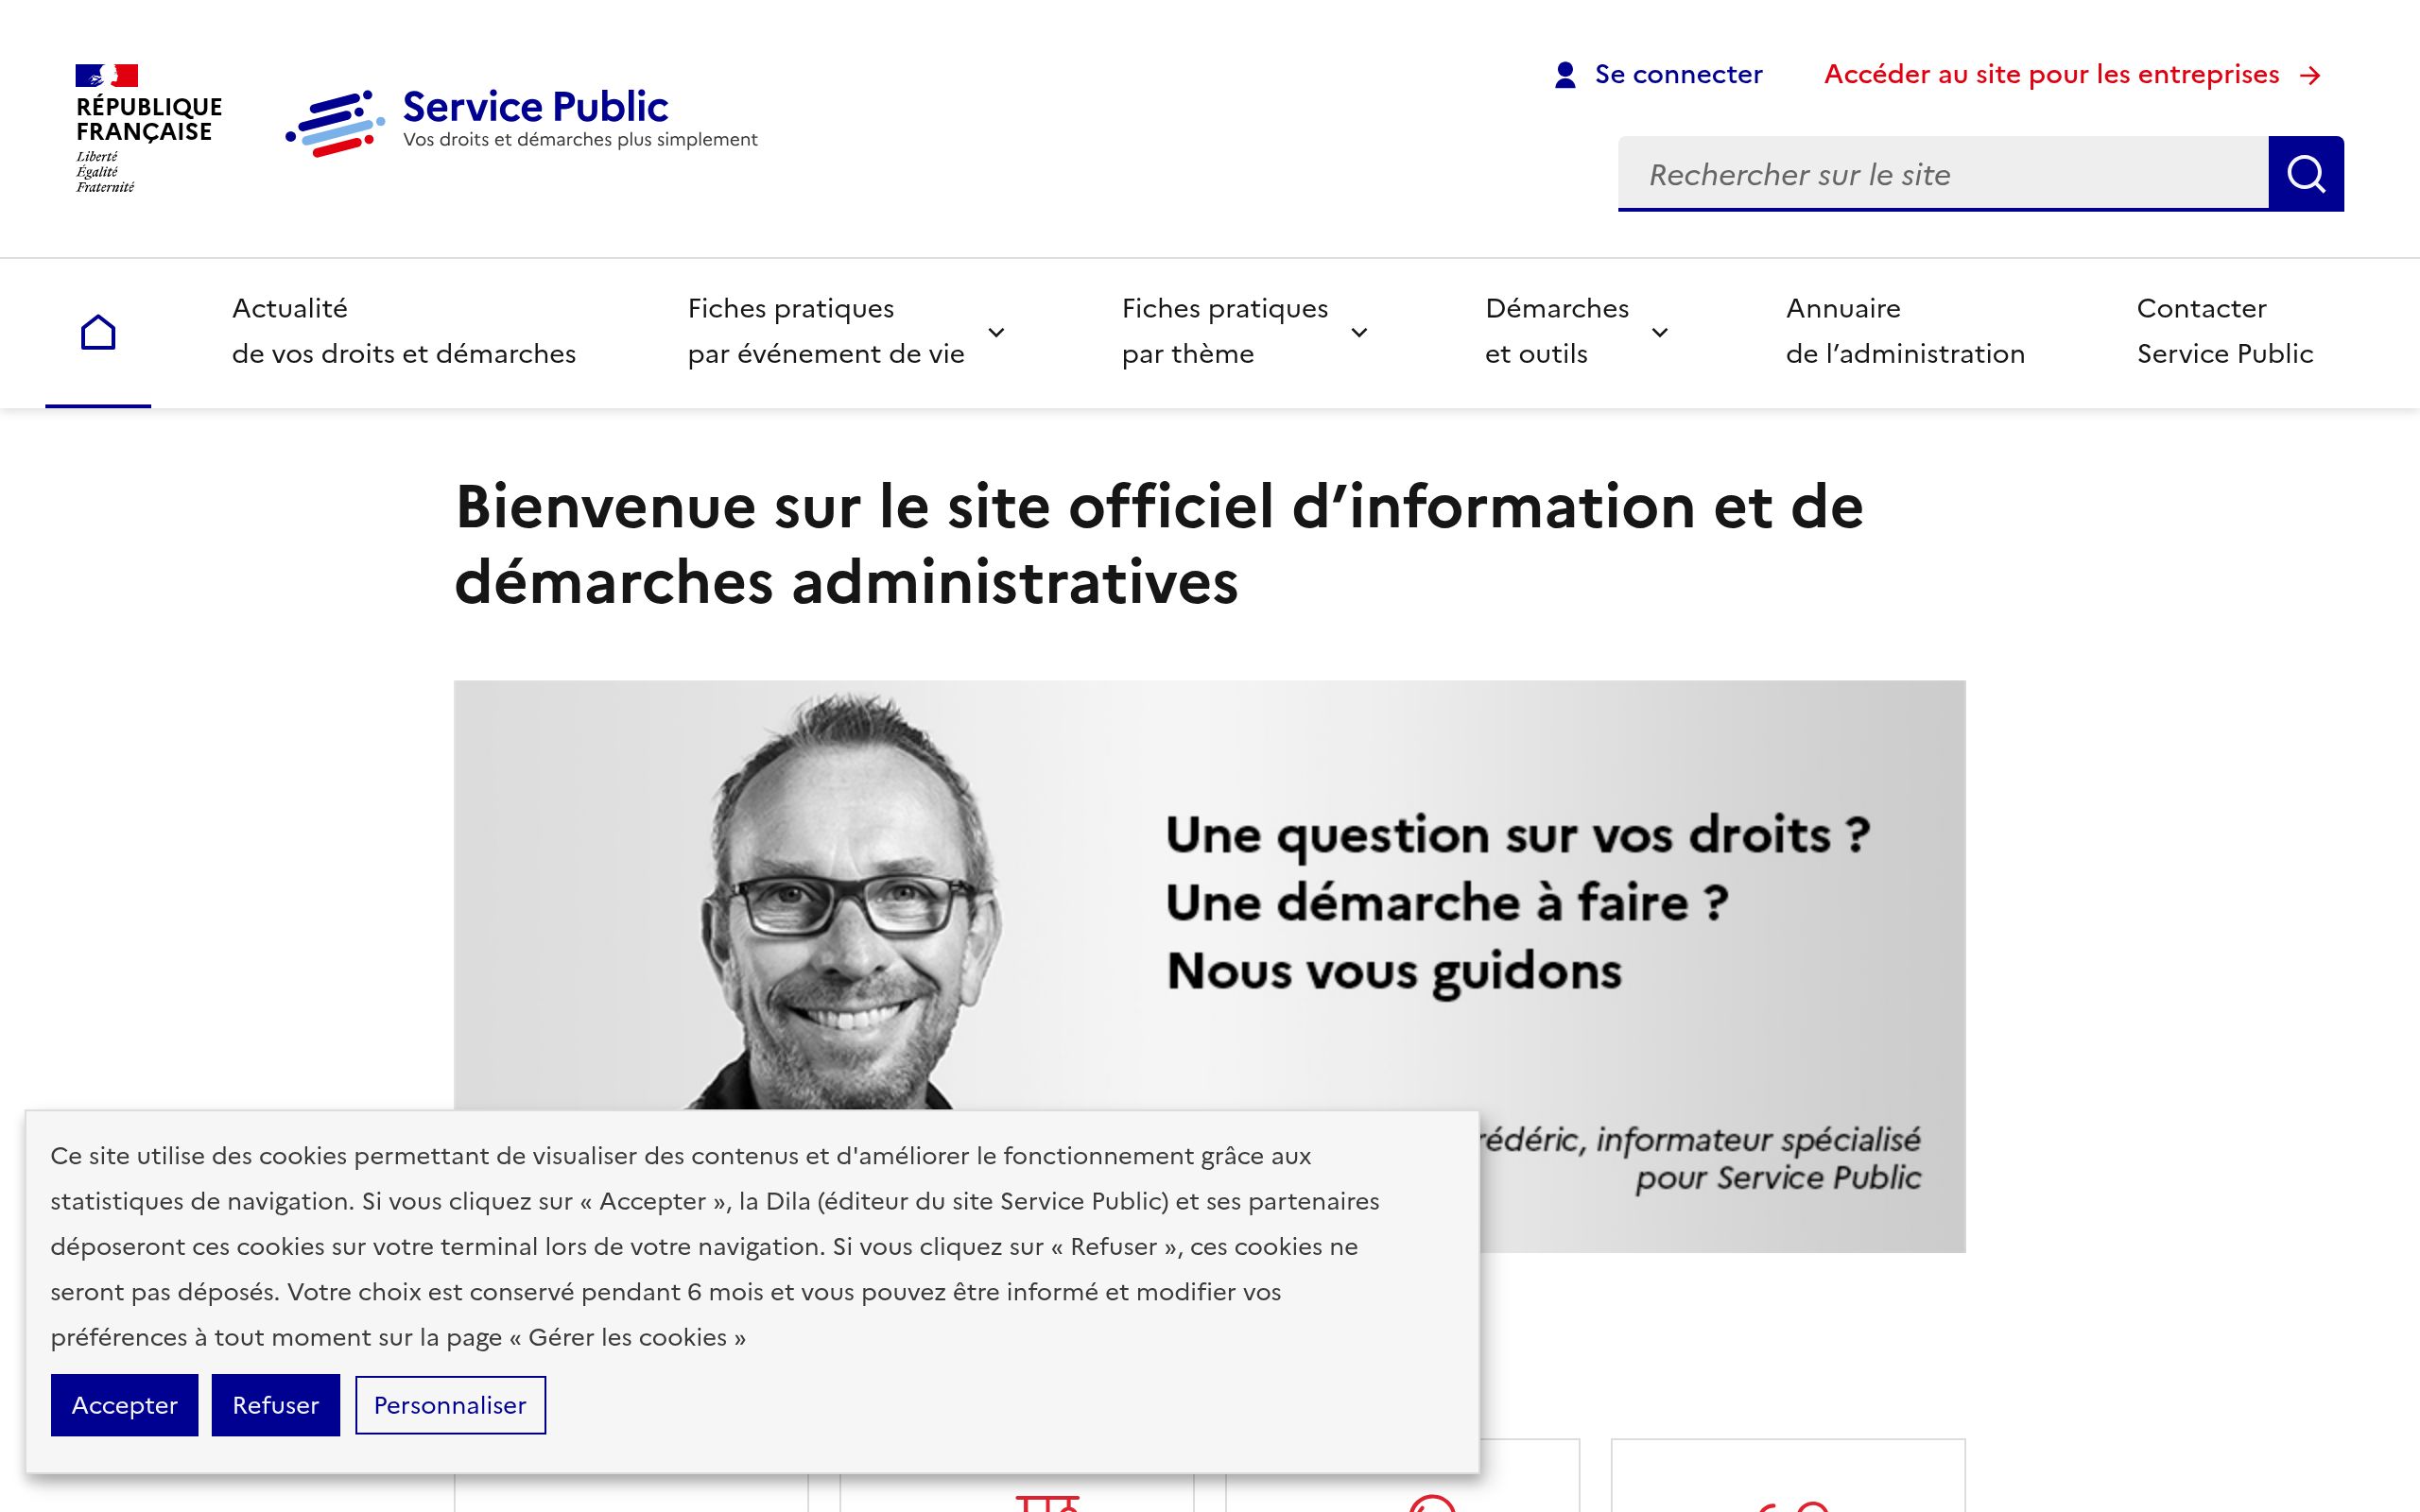 RÉPUBLIQUE
FRANÇAISE
Liberté
Égalité
Fraternité
Service Public
Vos droits et démarches plus simplement
Se connecter
Accéder au site pour les entreprises
Rechercher sur le site
Actualité
de vos droits et démarches
Fiches pratiques
par événement de vie
Fiches pratiques
par thème
Démarches
et outils
Annuaire
de l’administration
Contacter
Service Public
Bienvenue sur le site officiel d’information et de
démarches administratives
Une question sur vos droits ?
Une démarche à faire ?
Nous vous guidons
informateur spécialisé
pour Service Public
Ce site utilise des cookies permettant de visualiser des contenus et d'améliorer le fonctionnement grâce aux
statistiques de navigation. Si vous cliquez sur « Accepter », la Dila (éditeur du site Service Public) et ses partenaires
déposeront ces cookies sur votre terminal lors de votre navigation. Si vous cliquez sur « Refuser », ces cookies ne
seront pas déposés. Votre choix est conservé pendant 6 mois et vous pouvez être informé et modifier vos
préférences à tout moment sur la page « Gérer les cookies »
Accepter
Refuser
Personnaliser